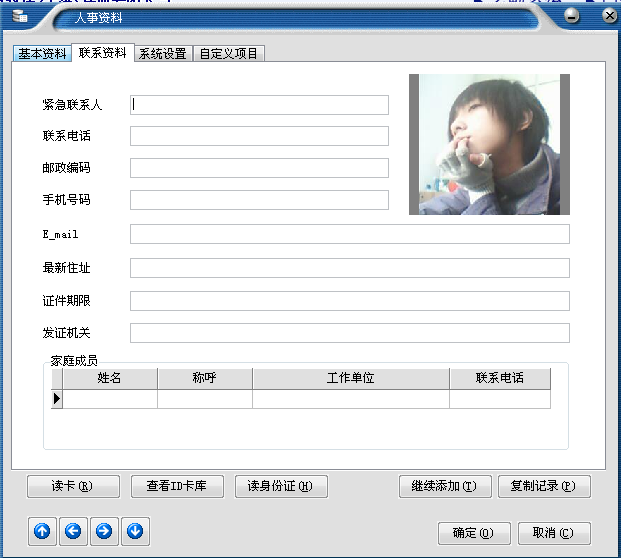 人事资料
基本资料 联系资料 系统设置 自定义项目
紧急联系人
联系电话
邮政编码
手机号码
E_mail
最新住址
证件期限
发证机关
家庭成员
姓名 称呼 工作单位 联系电话
读卡(R) 查看ID卡库 读身份证(H) 继续添加(T) 复制记录(P)
确定(O) 取消(C)